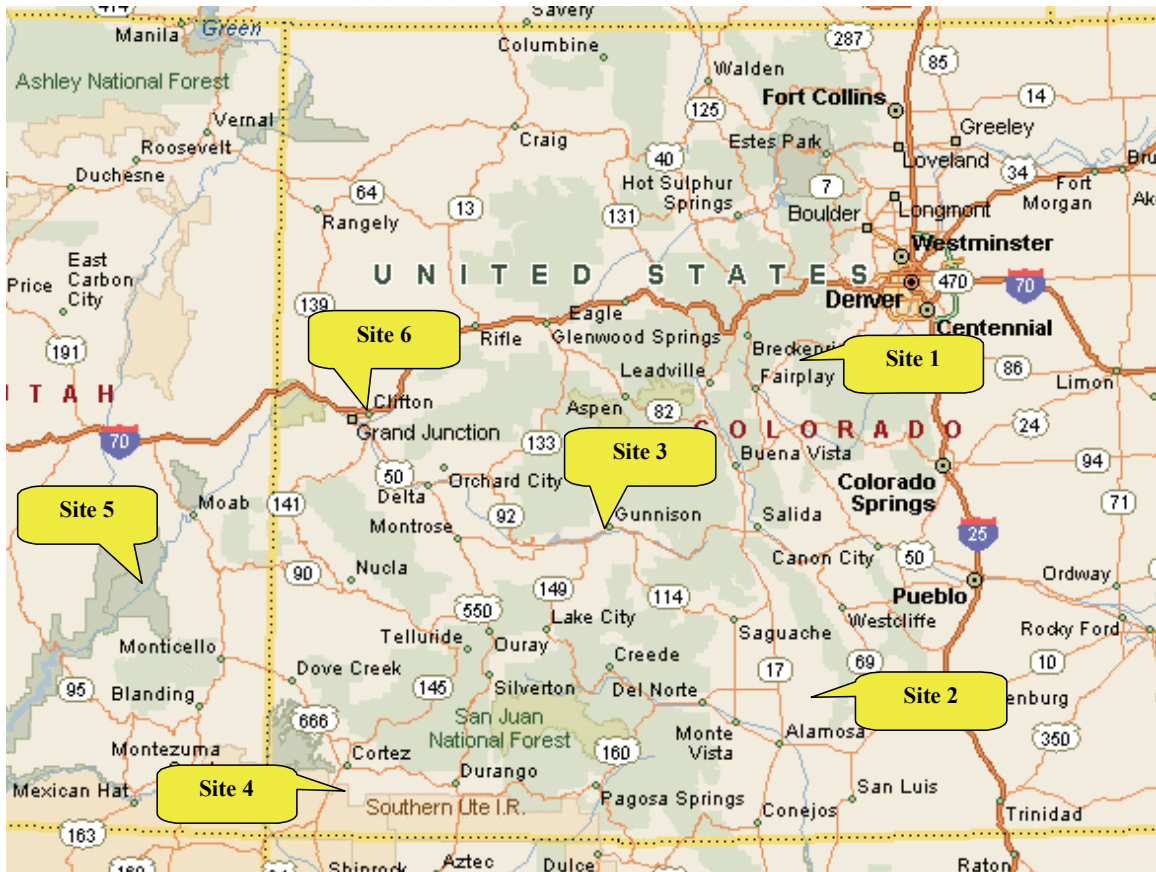 414
Manila
Green
Savery
Columbine
287
85
Walden
Ashley National Forest
125
Fort Collins
14
Vernal
Craig
Greeley
Roosevelt
Estes Park
Loveland
40
34
Duchesne
64
Hot Sulphur
Springs
7
Fort
Morgan
13
131
Rangely
Boulder
Longmont
Westminster
East
Carbon
City
Price
UNITED STATES
470
70
Denver
139
Eagle
Centennial
Site 6
Rifle
Glenwood Springs
191
Site 1
Leadville
Fairplay
86
Limon
Clifton
Aspen
82
Grand Junction
COLORADO
24
70
133
Site 3
Buena Vista
94
50
Orchard City
Colorado
Springs
Delta
71
Site 5
Moab
141
92
Gunnison
Salida
Montrose
25
Canon City
50
90
Nucla
149
114
Pueblo
Ordway
550
Lake City
Westcliffe
Telluride
Ouray
Saguache
Rocky Ford
Monticello
Dove Creek
Creede
17
69
10
95
Blanding
145
Silverton
Del Norte
Site 2
666
San Juan
National Forest
Monte
Vista
Alamosa
350
Montezuma
Cortez
160
Site 4
Durango
San Luis
Mexican Hat
Southern Ute I.R.
Pagosa Springs
Conejos
Trinidad
163
Shiprock
Aztec
Dulce
Raton